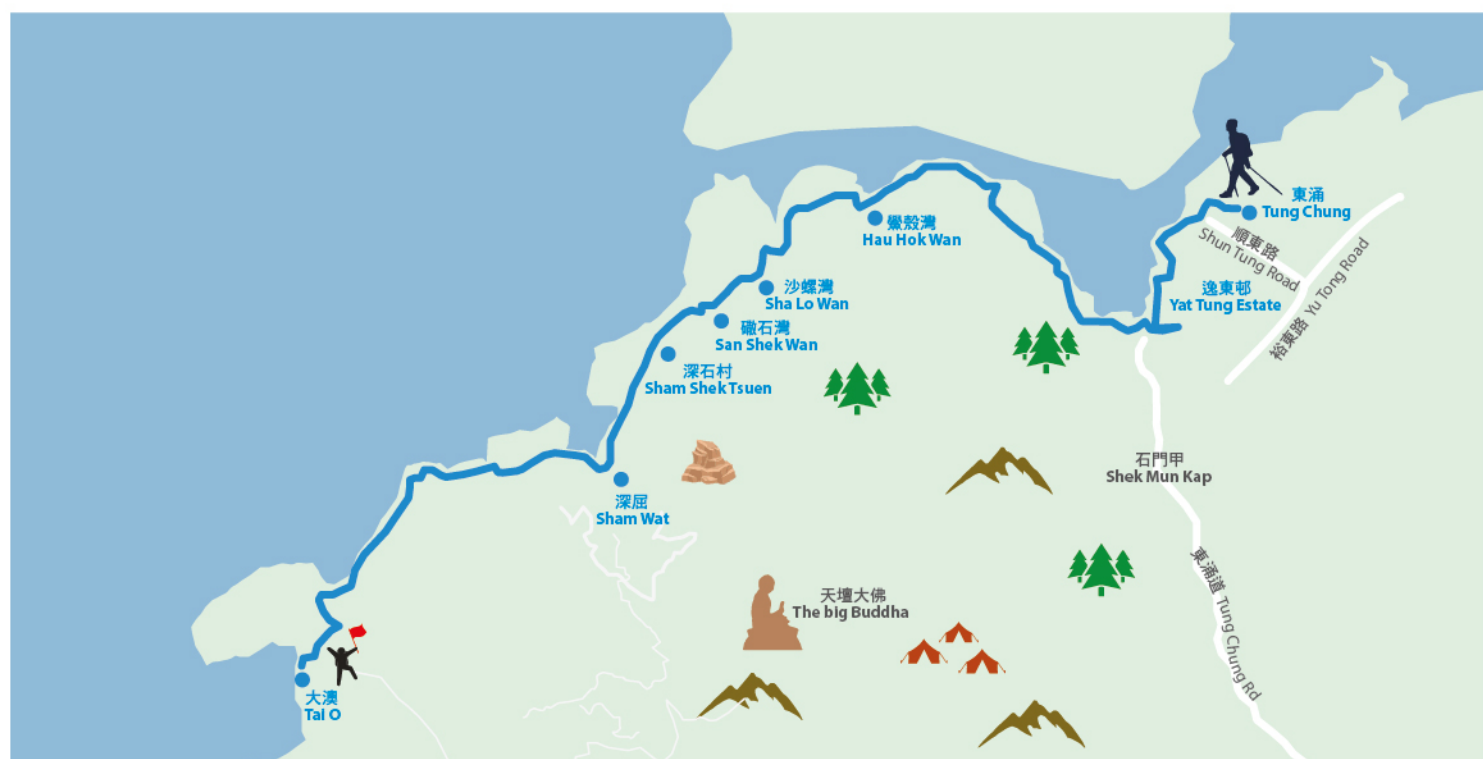 東涌
Tung Chung
順東路
Shun Tung Road
裕東路 Yu Tong Road
逸東邨
Yat Tung Estate
鱟殼灣
Hau Hok Wan
沙螺灣
Sha Lo Wan
䃟石灣
San Shek Wan
深石村
Sham Shek Tsuen
深屈
Sham Wat
石門甲
Shek Mun Kap
東涌道 Tung Chung Rd
天壇大佛
The big Buddha
大澳
Tai O